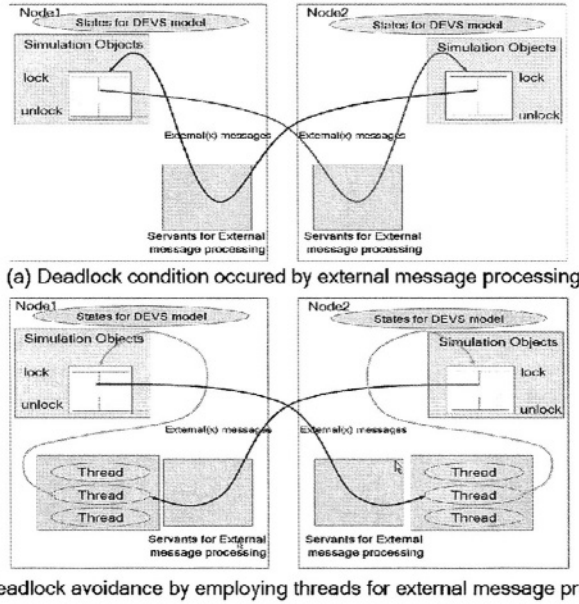 Node1
Node2
States for DEVS model
States for DEVS model
Simulation Objects
Simulation Objects
lock
lock
unlock
unlock
External(x) messages
External(x) messages
Servants for External
message processing
Servants for External
message processing
(a) Deadlock condition occured by external message processing
Node1
Node2
States for DEVS model
States for DEVS model
Simulation Objects
Simulation Objects
lock
lock
unlock
unlock
External(x) messages
External(x) messages
Thread
Thread
Thread
Thread
Thread
Thread
Servants for External
message processing
Servants for External
message processing
eadlock avoidance by employing threads for external message pr